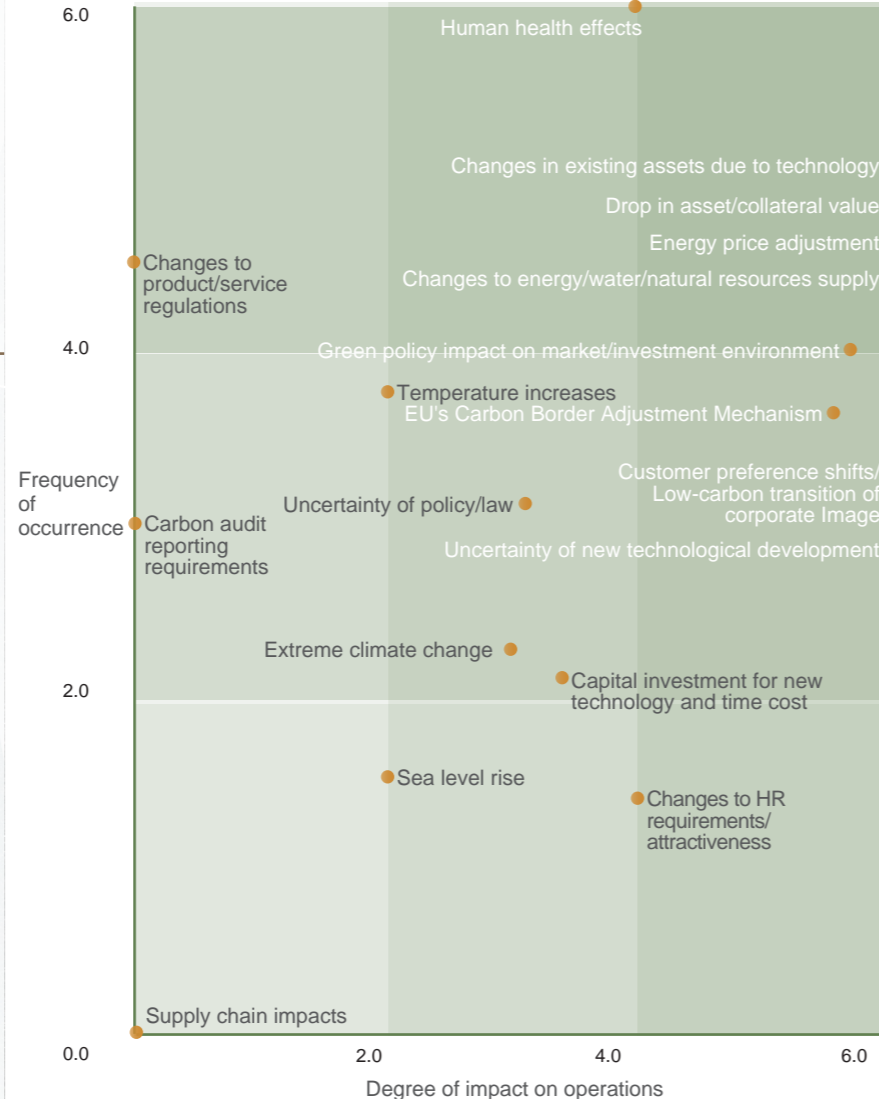 6.0
Human health effects
Changes in existing assets due to technology
Drop in asset/collateral value
Energy price adjustment
Changes to
product/service
regulations
Changes to energy/water/natural resources supply
4.0
Green policy impact on market/investment environment
Temperature increases
EU's Carbon Border Adjustment Mechanism
Frequency
of
occurrence
Customer preference shifts/
Low-carbon transition of
corporate Image
Uncertainty of policy/law
Carbon audit
reporting
requirements
Uncertainty of new technological development
Extreme climate change
Capital investment for new
technology and time cost
2.0
Sea level rise
Changes to HR
requirements/
attractiveness
Supply chain impacts
0.0
2.0
4.0
6.0
Degree of impact on operations